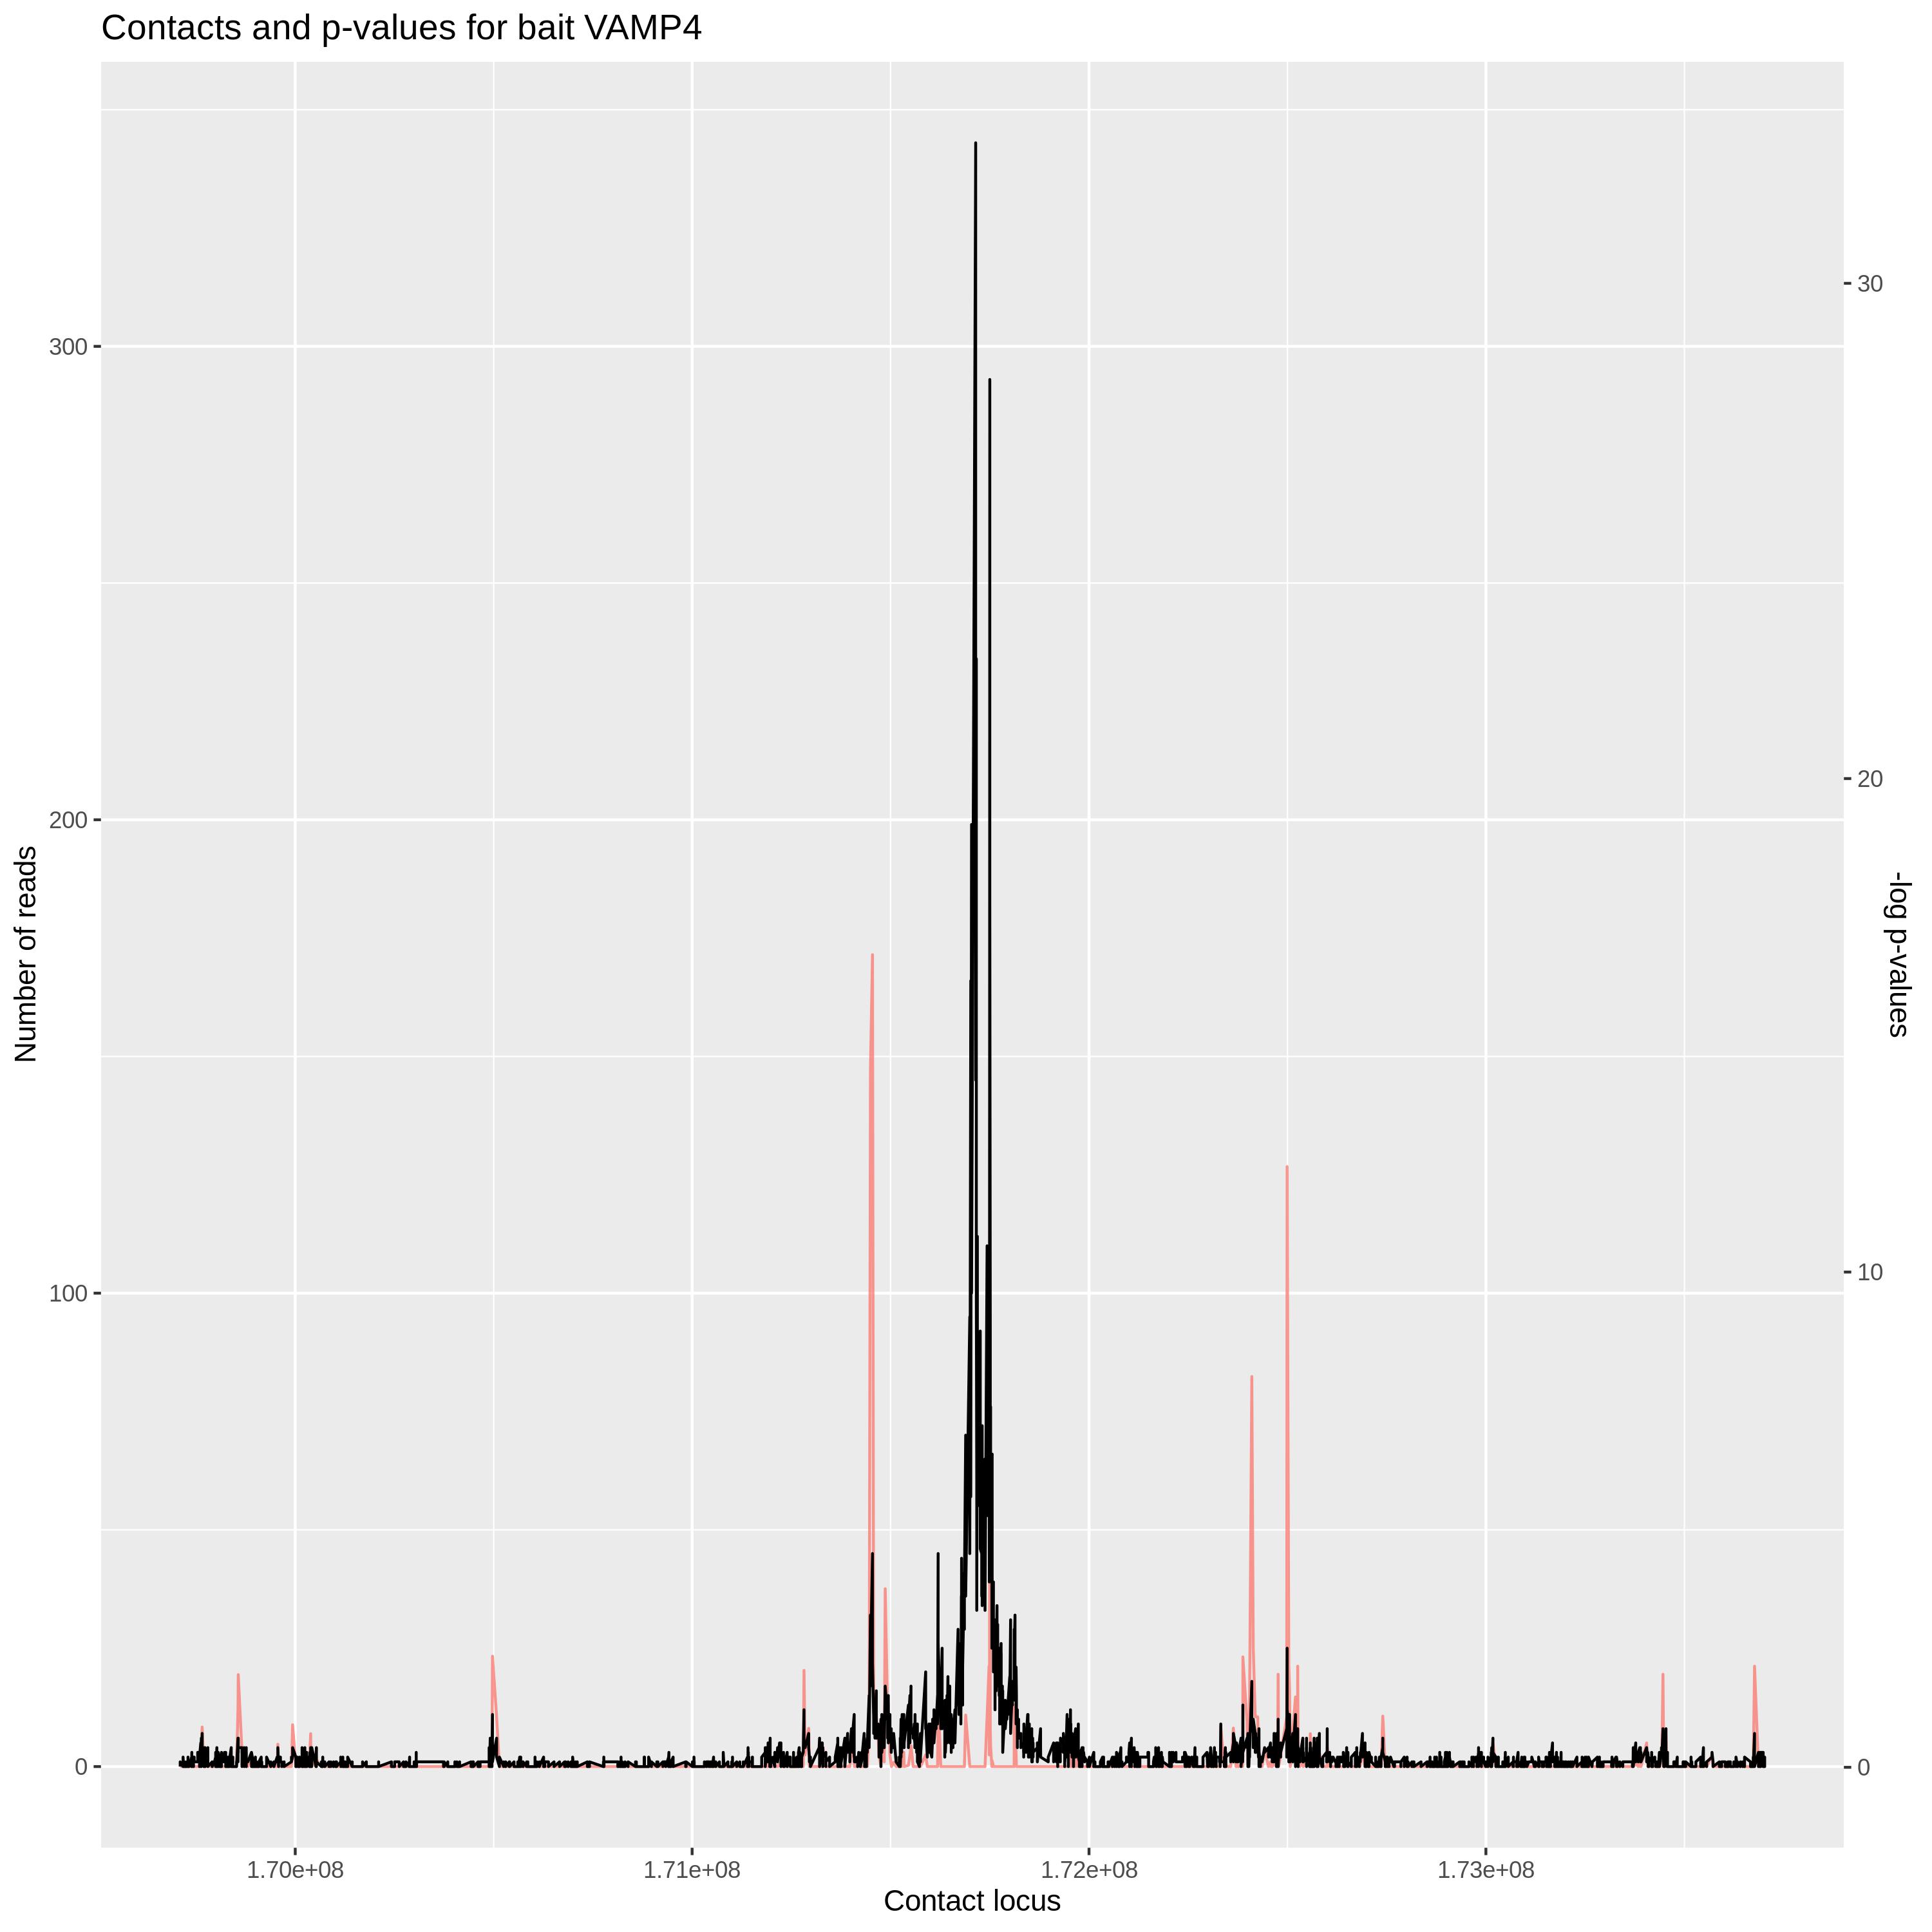 Contacts and p-values for bait VAMP4
300
200
100
0
Number of reads
30
20
10
0
-log p-values
1.70e+08
1.71e+08
1.72e+08
1.73e+08
Contact locus